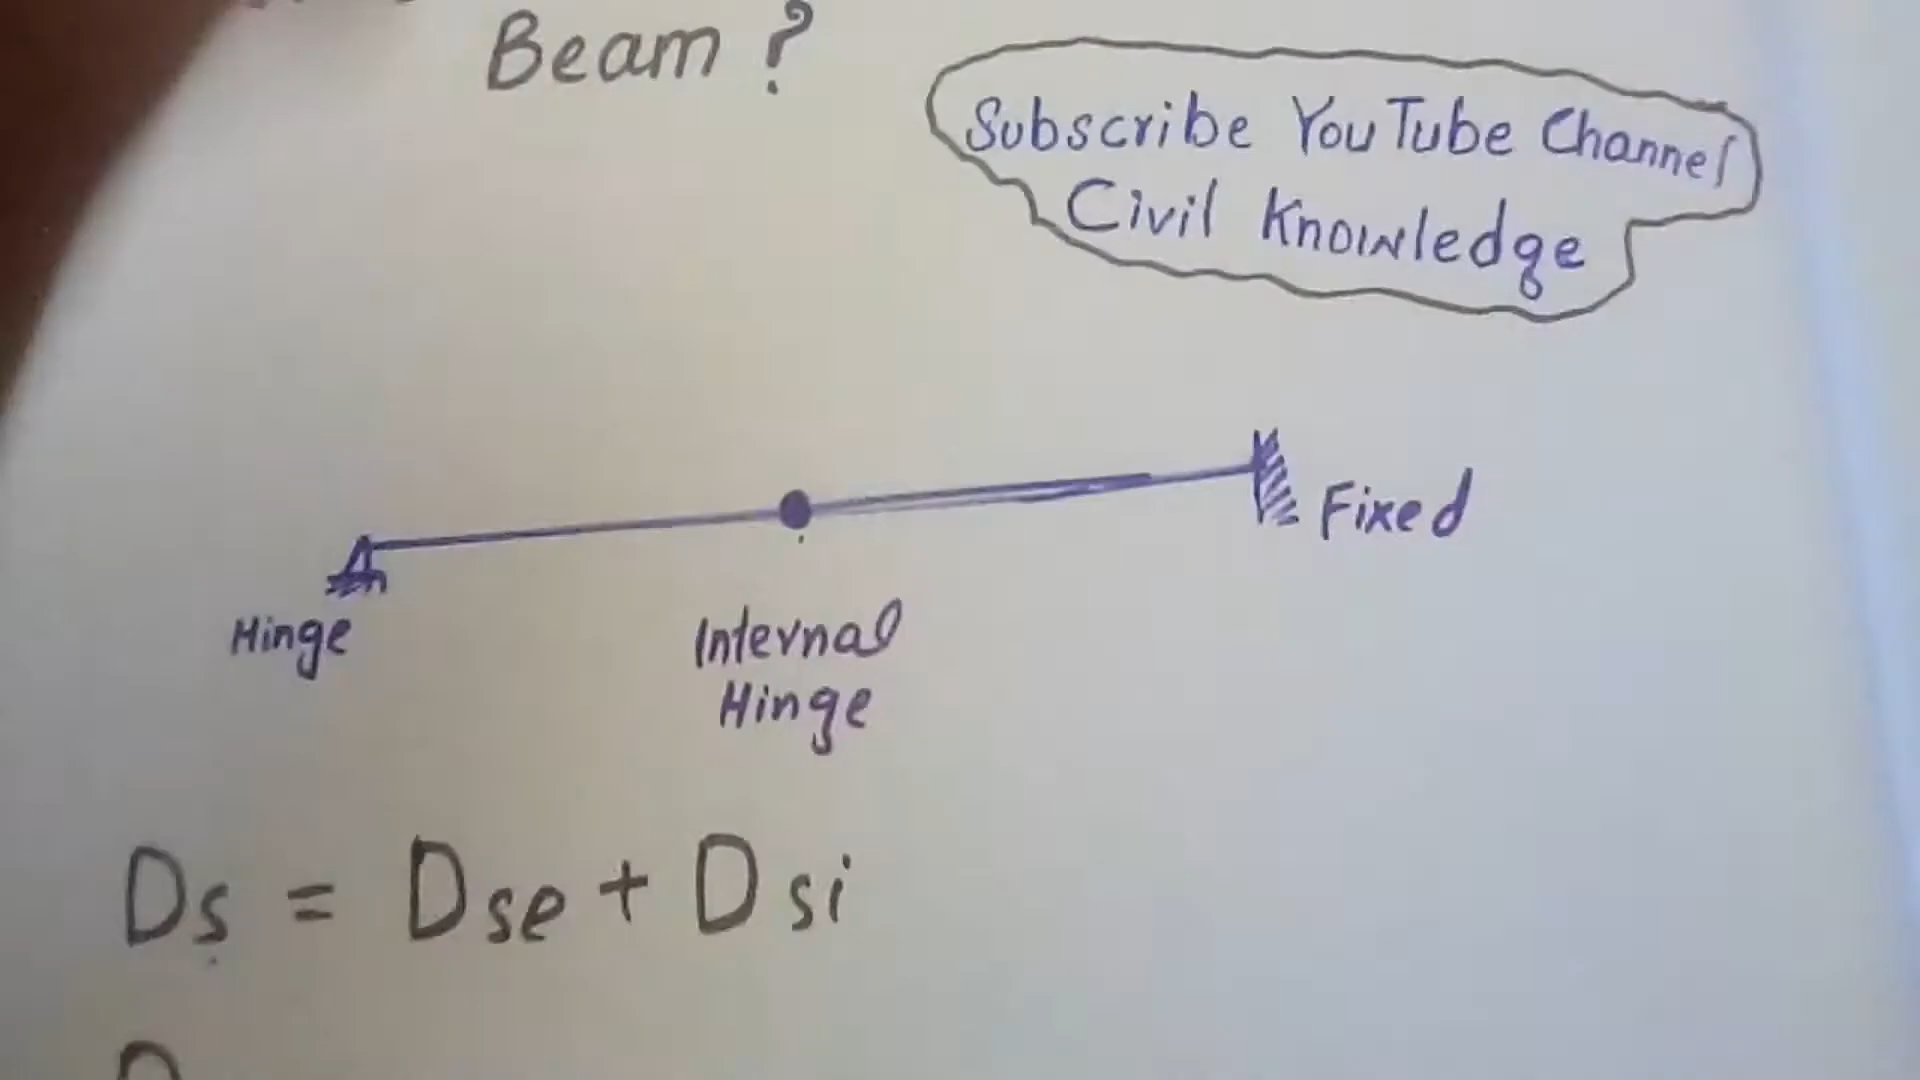 Beam ?
Subscribe YouTube Channel
Civil Knowledge
Fixed
Hinge
Internal
Hinge
Ds = Dse + Dsi